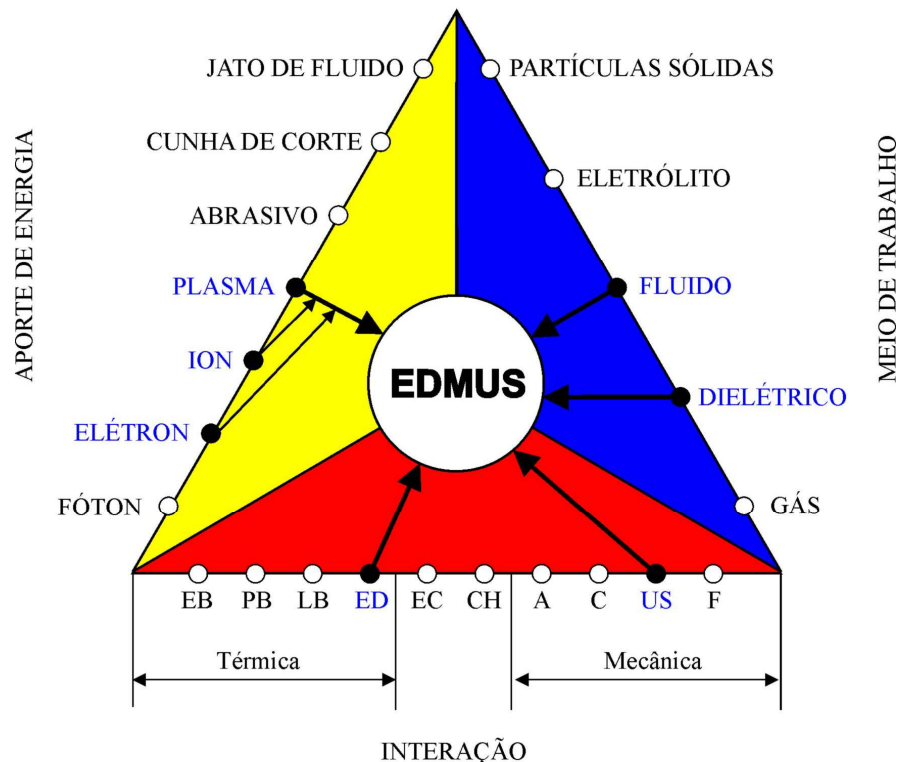 JATO DE FLUIDO
PARTÍCULAS SÓLIDAS
CUNHA DE CORTE
ELETRÓLITO
ABRASIVO
APORTE DE ENERGIA
MEIO DE TRABALHO
PLASMA
FLUIDO
ION
EDMUS
DIELÉTRICO
ELÉTRON
FÓTON
GÁS
EB PB LB ED EC CH A C US F
Térmica
Mecânica
INTERAÇÃO